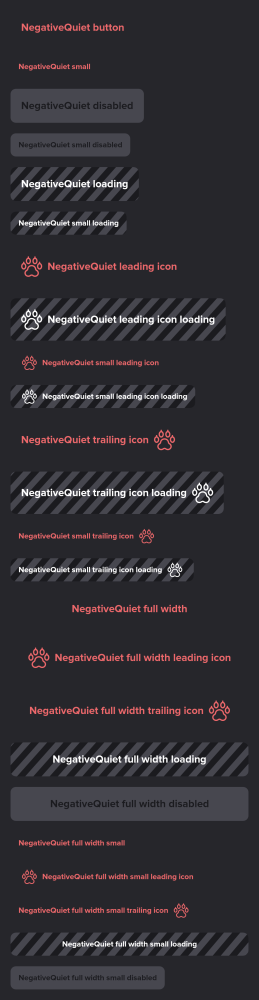 NegativeQuiet button
NegativeQuiet small
NegativeQuiet disabled
NegativeQuiet small disabled
NegativeQuiet loading
NegativeQuiet small loading
NegativeQuiet leading icon
NegativeQuiet leading icon loading
NegativeQuiet small leading icon
NegativeQuiet small leading icon loading
NegativeQuiet trailing icon
NegativeQuiet trailing icon loading
NegativeQuiet small trailing icon
NegativeQuiet small trailing icon loading
NegativeQuiet full width
NegativeQuiet full width leading icon
NegativeQuiet full width trailing icon
NegativeQuiet full width loading
NegativeQuiet full width disabled
NegativeQuiet full width small
NegativeQuiet full width small leading icon
NegativeQuiet full width small trailing icon
NegativeQuiet full width small loading
NegativeQuiet full width small disabled